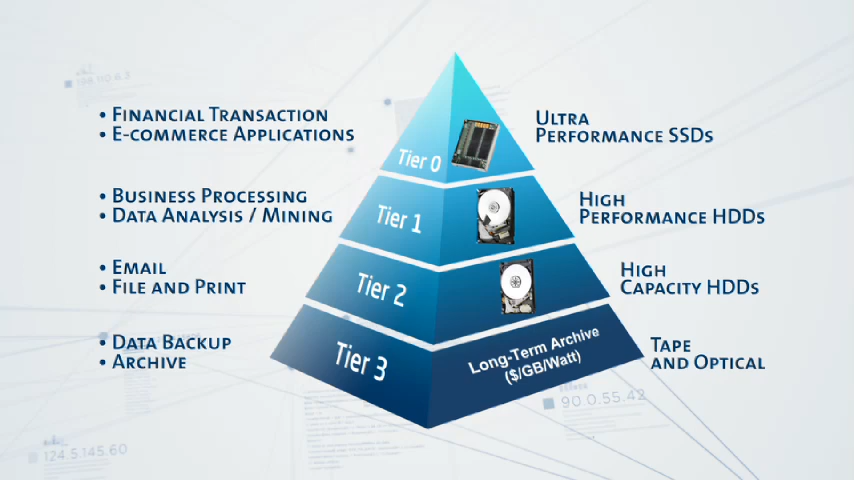 • Financial Transaction
• E-commerce Applications
Tier 0
Ultra
Performance SSDs
• Business Processing
• Data Analysis / Mining
Tier 1
High
Performance HDDs
• Email
• File and Print
Tier 2
High
Capacity HDDs
• Data Backup
• Archive
Tier 3
Long-Term Archive
($/GB/Watt)
Tape
and Optical
90.0.55.42
124.5.145.60